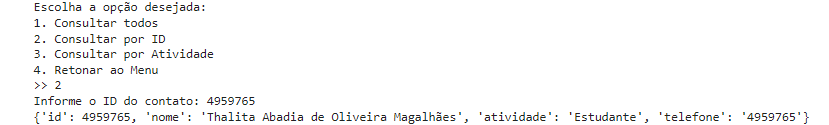 Escolha a opção desejada:
1. Consultar todos
2. Consultar por ID
3. Consultar por Atividade
4. Retonar ao Menu
>> 2
Informe o ID do contato: 4959765
{'id': 4959765, 'nome': 'Thalita Abadia de Oliveira Magalhães', 'atividade': 'Estudante', 'telefone': '4959765'}